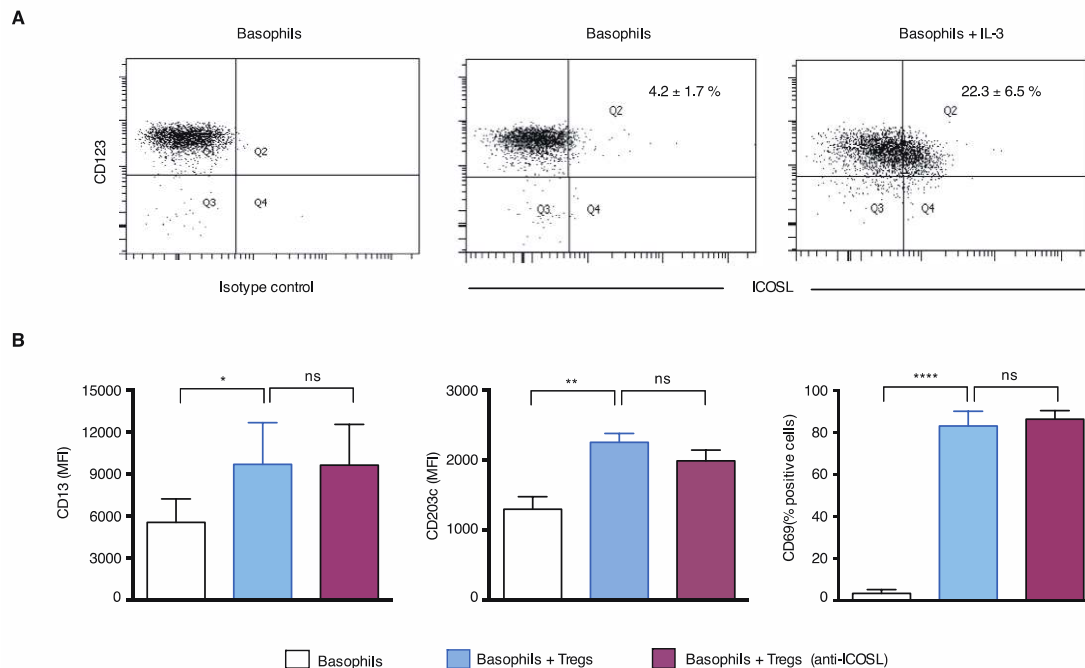 A
Basophils
Basophils
Basophils + IL-3
CD123
Q1
Q2
Q3
Q4
4.2 ± 1.7 %
Q2
Q3
Q4
22.3 ± 6.5 %
Q2
Q3
Q4
Isotype control
ICOSL
B
CD13 (MFI)
15000
12000
9000
6000
3000
0
*
ns
CD203c (MFI)
3000
2000
1000
0
**
ns
CD69(% positive cells)
100
80
60
40
20
0
****
ns
Basophils
Basophils + Tregs
Basophils + Tregs (anti-ICOSL)